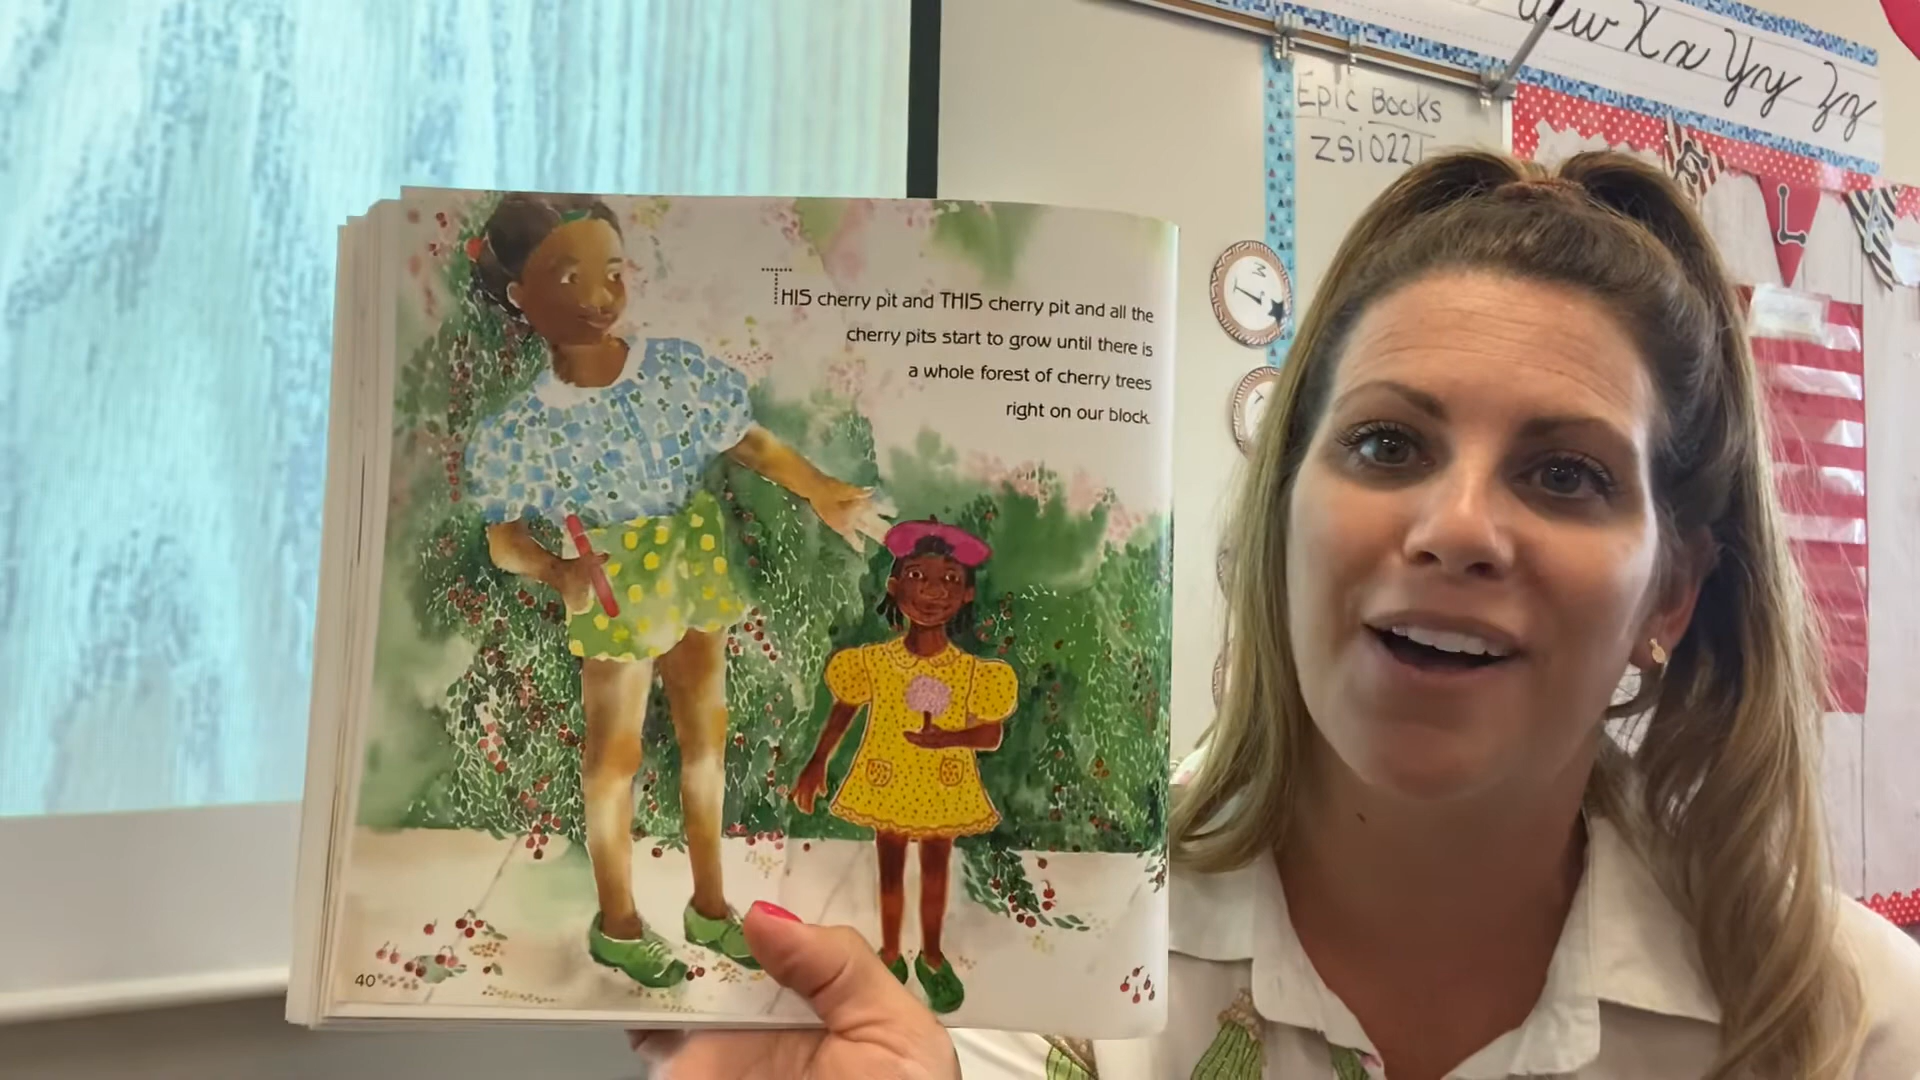 THIS cherry pit and THIS cherry pit and all the
cherry pits start to grow until there is
a whole forest of cherry trees
right on our block.
40
Epic Books
zsi0221
Ww Xx Yy Zz
L
A